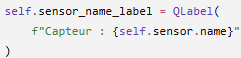 self.sensor_name_label = QLabel(
    f"Capteur : {self.sensor.name}"
)